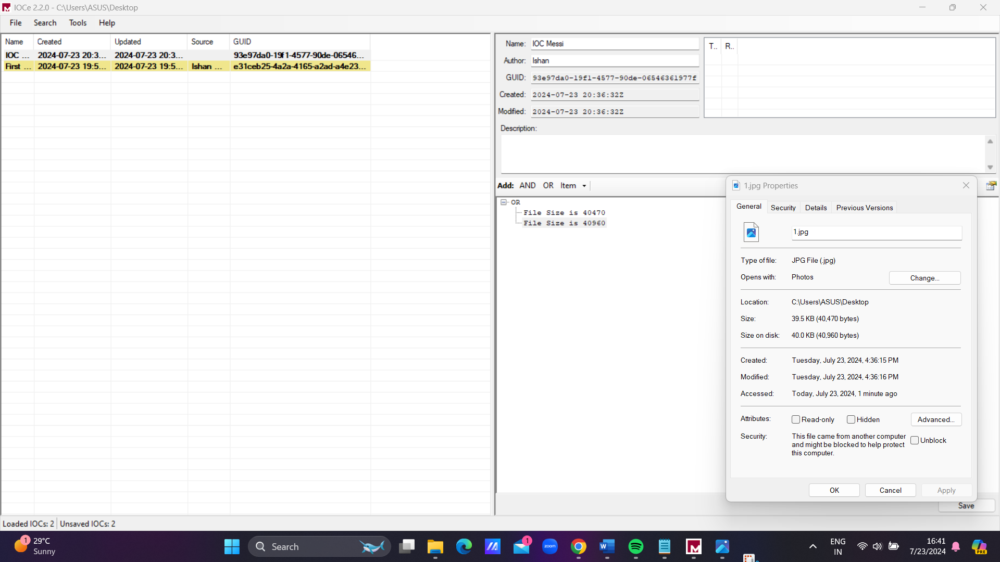 IOCe 2.2.0 - C:\Users\ASUS\Desktop
File Search Tools Help
Name Created Updated Source GUID
IOC ... 2024-07-23 20:3... 2024-07-23 20:3... 93e97da0-19f1-4577-90de-06546...
First ... 2024-07-23 19:5... 2024-07-23 19:5... Ishan ... e31ceb25-4a2a-4165-a2ad-a4e23...
Name: IOC Messi
Author: Ishan
GUID: 93e97da0-19f1-4577-90de-06546361977f
Created: 2024-07-23 20:36:32Z
Modified: 2024-07-23 20:36:32Z
T.. R..
Description:
Add: AND OR Item
OR
File Size is 40470
File Size is 40960
1.jpg Properties
General Security Details Previous Versions
1.jpg
Type of file: JPG File (.jpg)
Opens with: Photos Change...
Location: C:\Users\ASUS\Desktop
Size: 39.5 KB (40,470 bytes)
Size on disk: 40.0 KB (40,960 bytes)
Created: Tuesday, July 23, 2024, 4:36:15 PM
Modified: Tuesday, July 23, 2024, 4:36:16 PM
Accessed: Today, July 23, 2024, 1 minute ago
Attributes: Read-only Hidden Advanced...
Security: This file came from another computer
and might be blocked to help protect
this computer.
Unblock
OK Cancel Apply
Save
Loaded IOCs: 2 Unsaved IOCs: 2
1
29°C
Sunny
Search
1
zoom
W
ENG
IN
16:41
7/23/2024
PRE